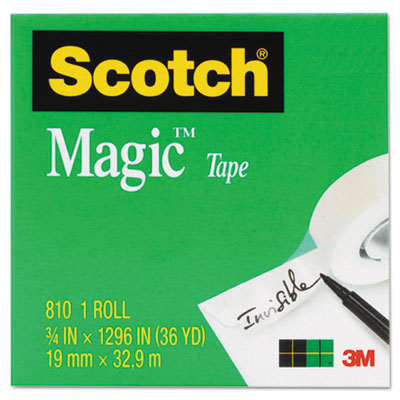 Scotch®
Magic™ Tape
Invisible
810 1 ROLL
¾ IN × 1296 IN (36 YD)
19 mm × 32,9 m
3M